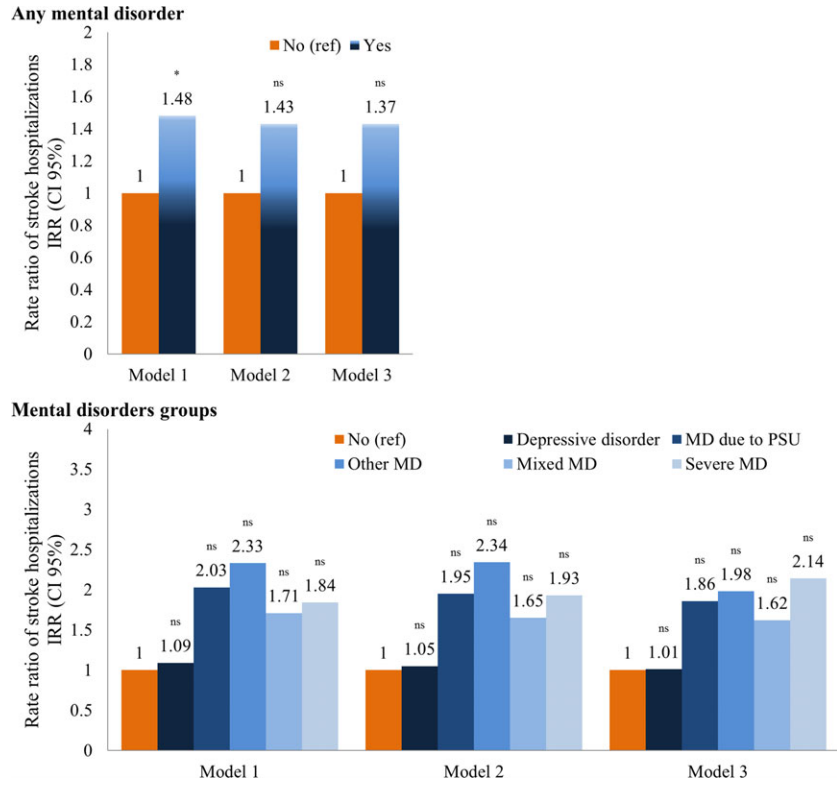 Any mental disorder
2
1.8
1.6
1.4
1.2
1
0.8
0.6
0.4
0.2
0
Rate ratio of stroke hospitalizations
IRR (CI 95%)
No (ref) Yes
* ns ns
1.48 1.43 1.37
1 1 1
Model 1 Model 2 Model 3
Mental disorders groups
4
3.5
3
2.5
2
1.5
1
0.5
0
Rate ratio of stroke hospitalizations
IRR (CI 95%)
No (ref) Depressive disorder MD due to PSU
Other MD Mixed MD Severe MD
1 ns 1.09 ns 2.03 ns 2.33 ns 1.71 ns 1.84
1 ns 1.05 ns 1.95 ns 2.34 ns 1.65 ns 1.93
1 ns 1.01 ns 1.86 ns 1.98 ns 1.62 ns 2.14
Model 1 Model 2 Model 3